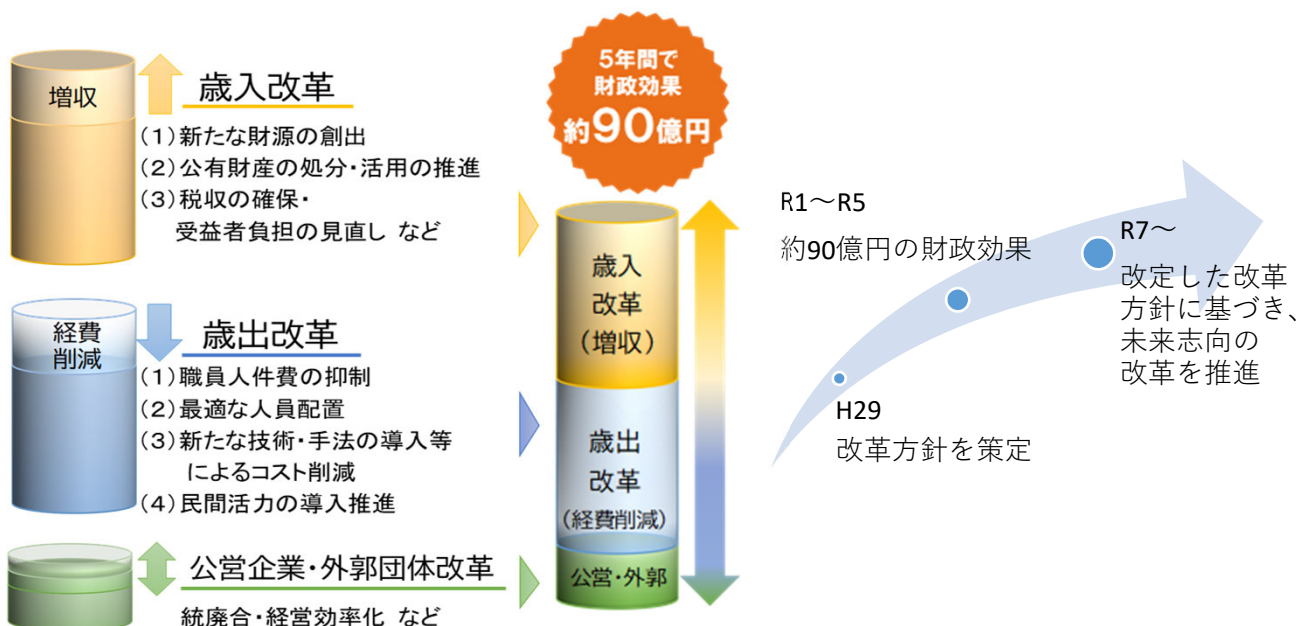 増収
歳入改革
(1)新たな財源の創出
(2)公有財産の処分・活用の推進
(3)税収の確保・
受益者負担の見直し など
経費
削減
歳出改革
(1)職員人件費の抑制
(2)最適な人員配置
(3)新たな技術・手法の導入等
によるコスト削減
(4)民間活力の導入推進
公営企業・外郭団体改革
統廃合・経営効率化 など
5年間で
財政効果
約90億円
歳入
改革
(増収)
歳出
改革
(経費削減)
公営・外郭
R1~R5
約90億円の財政効果
H29
改革方針を策定
R7~
改定した改革
方針に基づき、
未来志向の
改革を推進